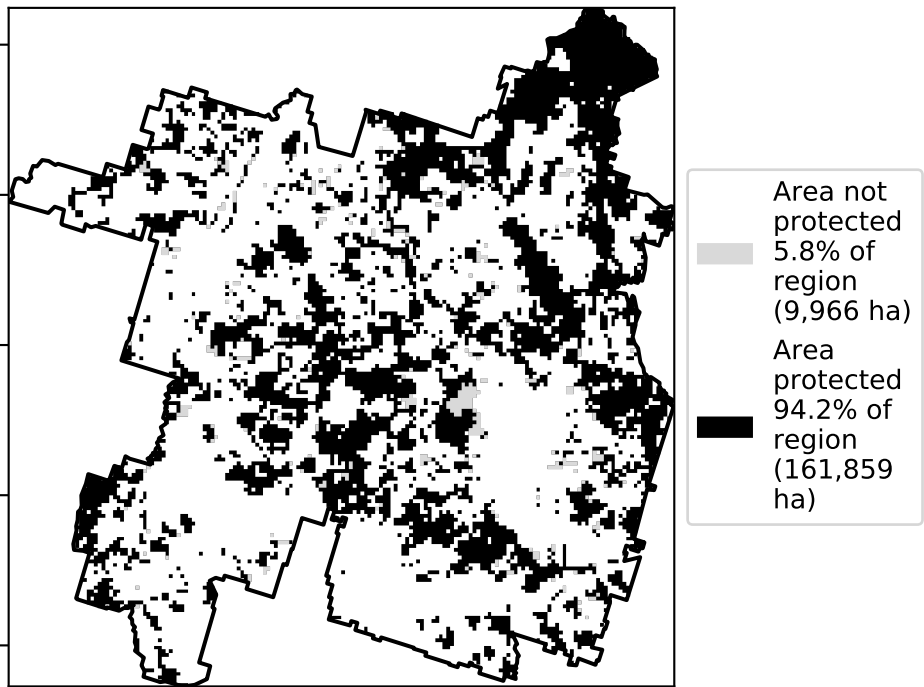 Area not
protected
5.8% of
region
(9,966 ha)
Area
protected
94.2% of
region
(161,859
ha)